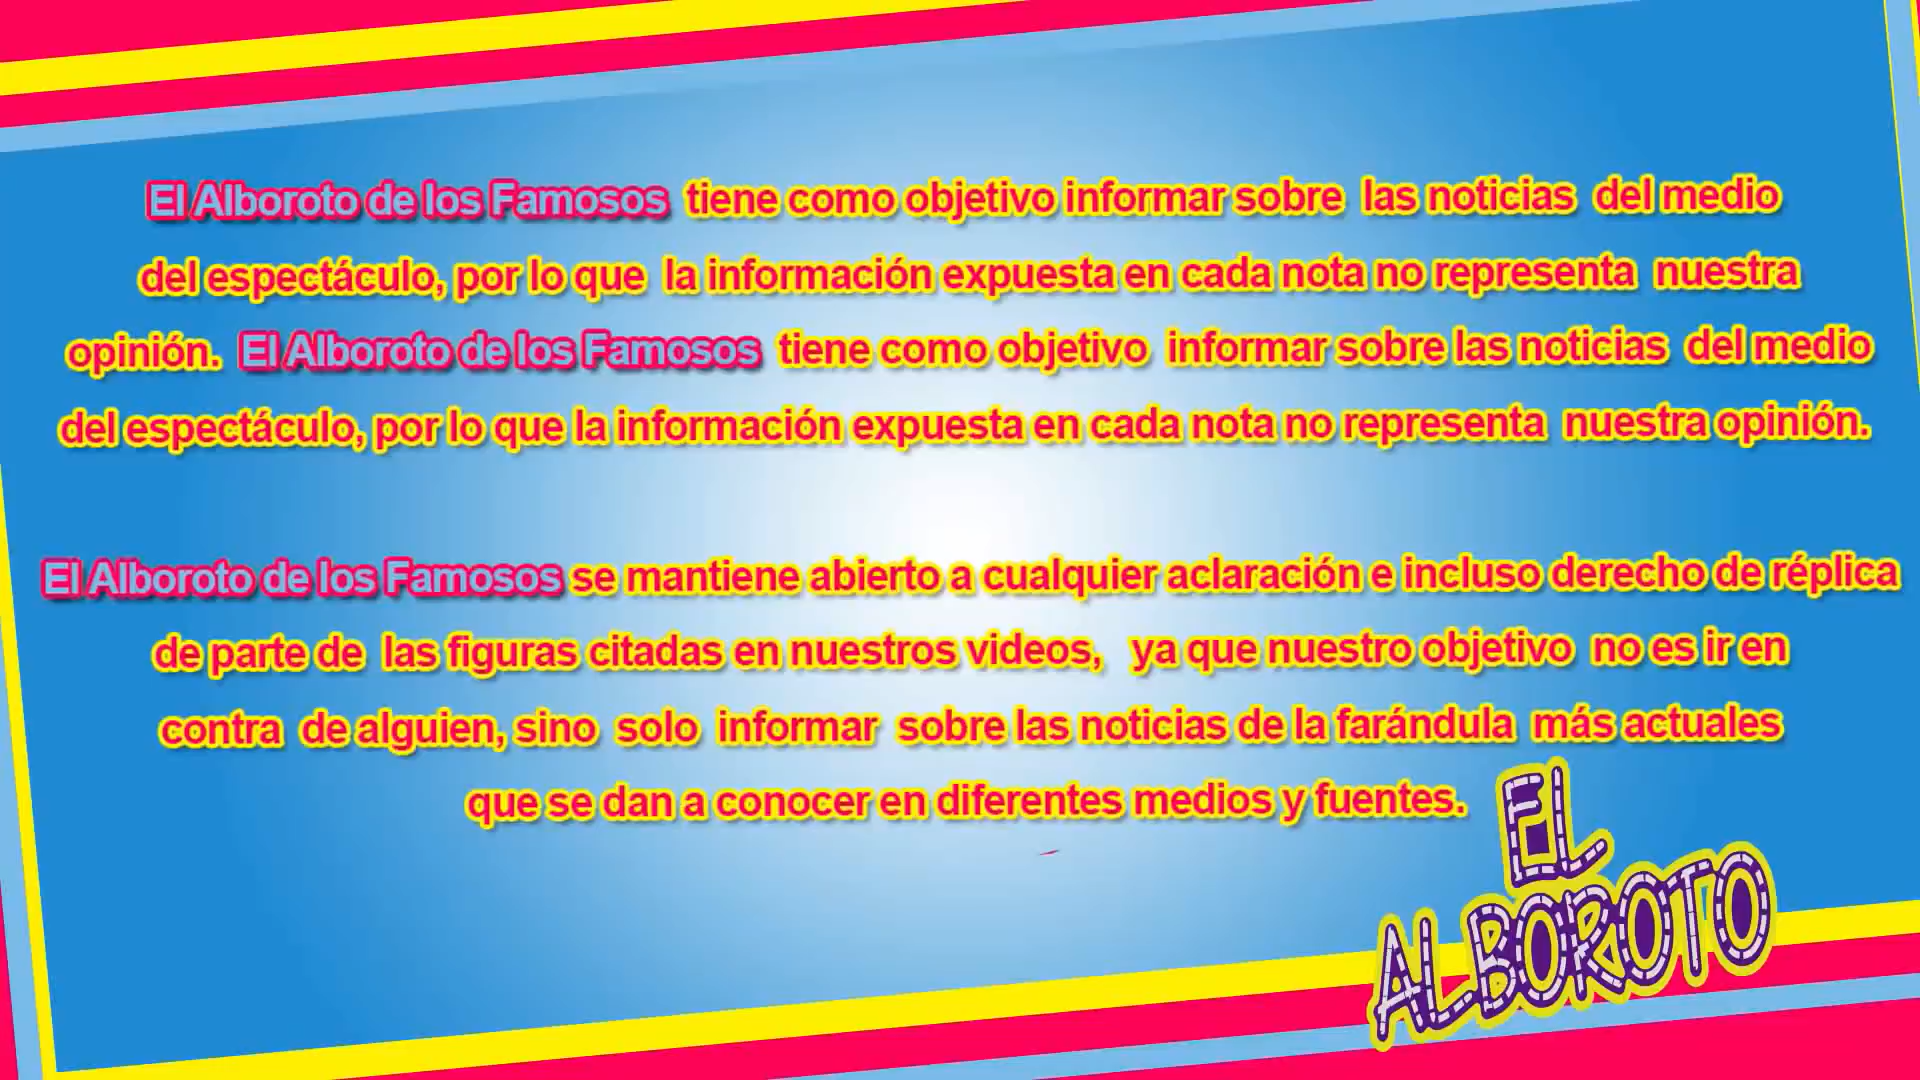 El Alboroto de los Famosos tiene como objetivo informar sobre las noticias del medio
del espectáculo, por lo que la información expuesta en cada nota no representa nuestra
opinión. El Alboroto de los Famosos tiene como objetivo informar sobre las noticias del medio
del espectáculo, por lo que la información expuesta en cada nota no representa nuestra opinión.
El Alboroto de los Famosos se mantiene abierto a cualquier aclaración e incluso derecho de réplica
de parte de las figuras citadas en nuestros videos, ya que nuestro objetivo no es ir en
contra de alguien, sino solo informar sobre las noticias de la farándula más actuales
que se dan a conocer en diferentes medios y fuentes.
EL
ALBOROTO